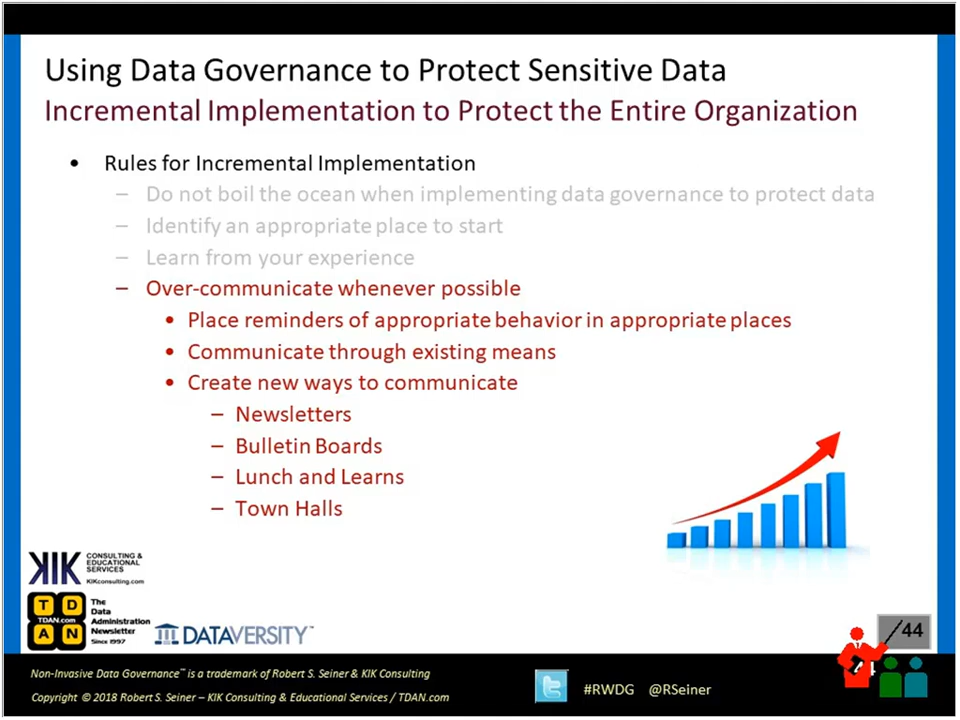 Using Data Governance to Protect Sensitive Data
Incremental Implementation to Protect the Entire Organization
• Rules for Incremental Implementation
– Do not boil the ocean when implementing data governance to protect data
– Identify an appropriate place to start
– Learn from your experience
– Over-communicate whenever possible
• Place reminders of appropriate behavior in appropriate places
• Communicate through existing means
• Create new ways to communicate
– Newsletters
– Bulletin Boards
– Lunch and Learns
– Town Halls
KIK CONSULTING &
EDUCATIONAL
SERVICES
KIKconsulting.com
T D
TDAN.com
A N
The
Data
Administration
Newsletter
Since 1997
DATAVERSITY™
/44
44
Non-Invasive Data Governance™ is a trademark of Robert S. Seiner & KIK Consulting
Copyright © 2018 Robert S. Seiner – KIK Consulting & Educational Services / TDAN.com
#RWDG @RSeiner